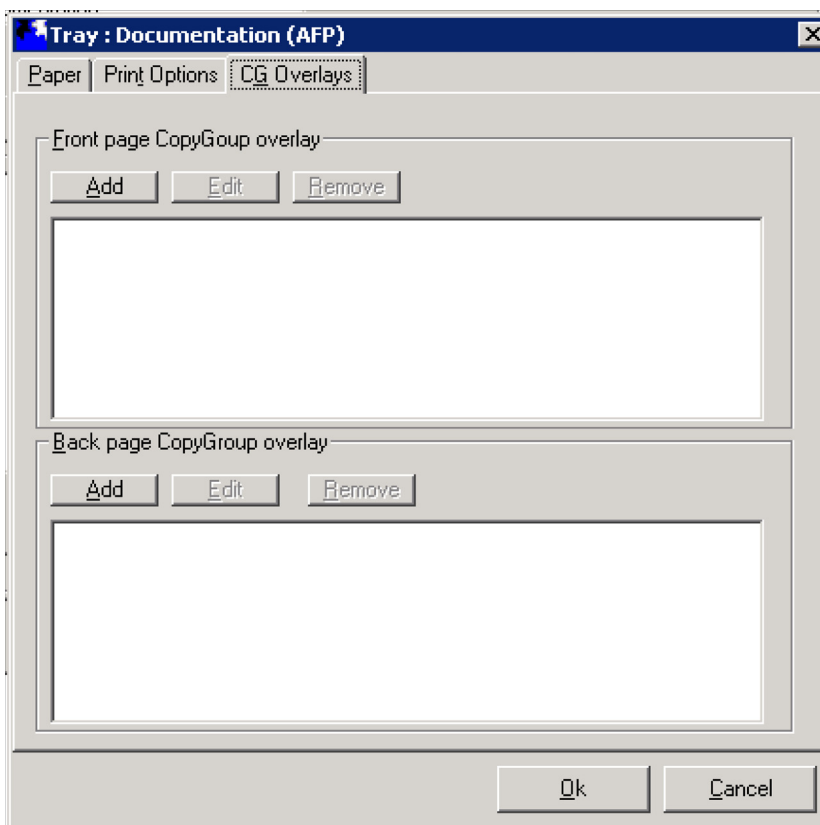 Tray : Documentation (AFP)
Paper Print Options CG Overlays
Front page CopyGoup overlay
Add Edit Remove
Back page CopyGroup overlay
Add Edit Remove
Ok Cancel